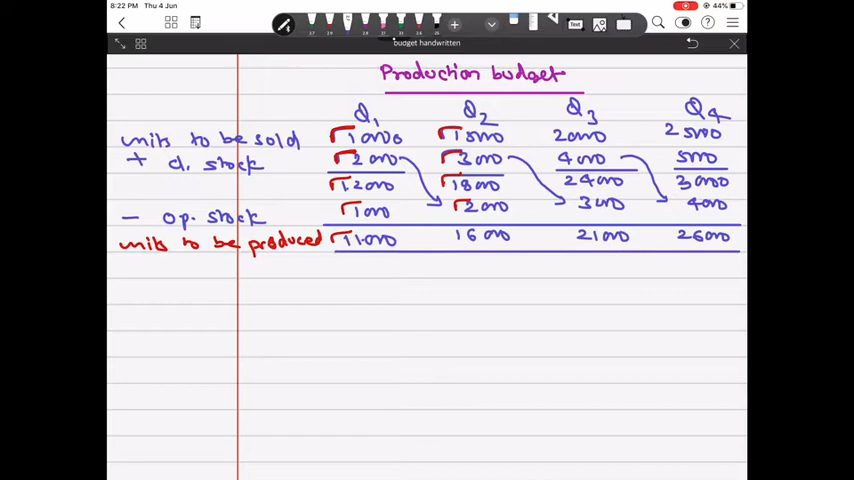 8:22 PM Thu 4 Jun 44%
Text
budget handwritten
Production budget
Q1 Q2 Q3 Q4
units to be sold 10000 15000 20000 25000
+ cl. stock 2000 3000 4000 5000
12000 18000 24000 30000
- op. stock 1000 2000 3000 4000
units to be produced 11000 16000 21000 26000